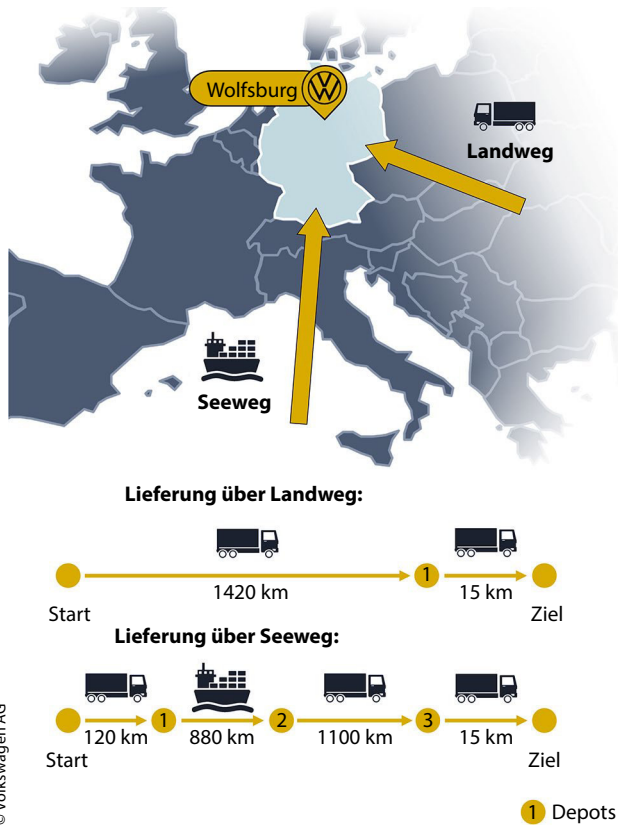 Wolfsburg
Landweg
Seeweg
Lieferung über Landweg:
1
1420 km
15 km
Start
Ziel
Lieferung über Seeweg:
1
2
3
120 km
880 km
1100 km
15 km
Start
Ziel
1 Depots
© Volkswagen AG